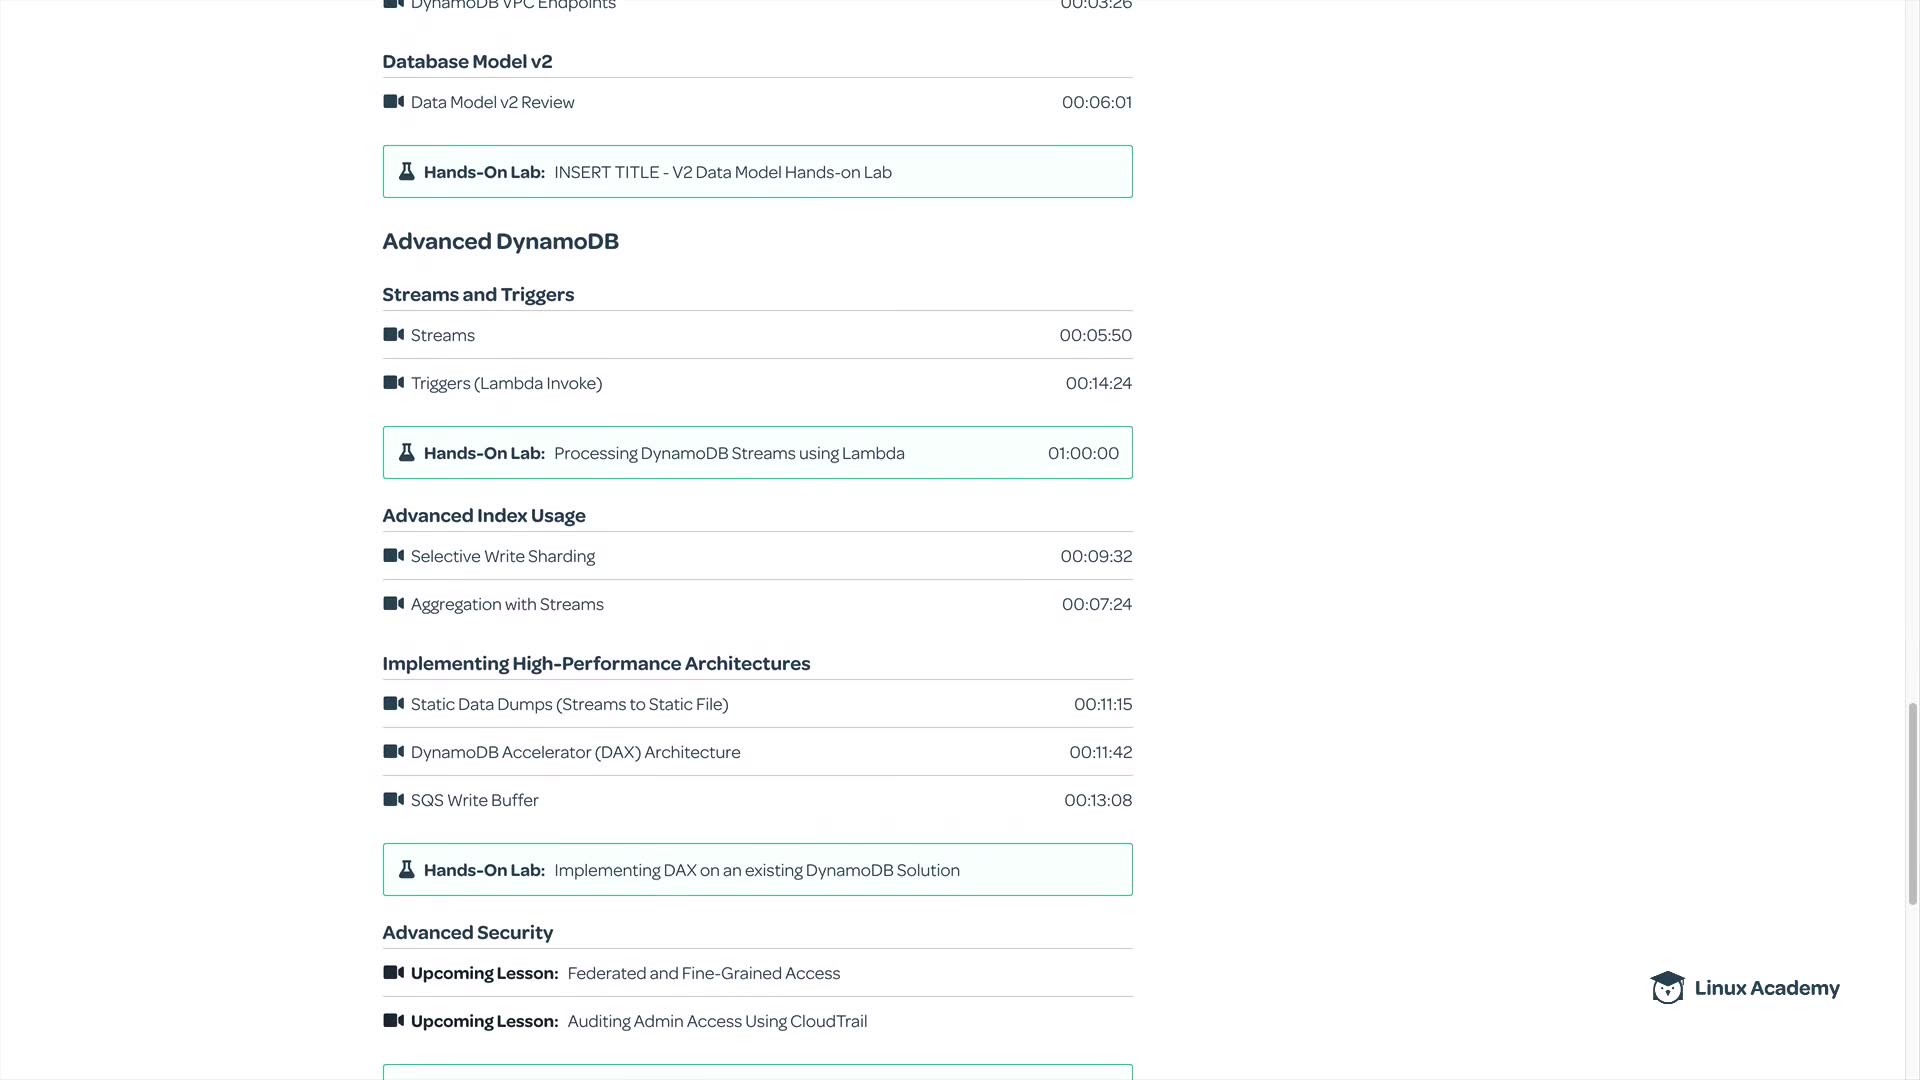 DynamoDB VPC Endpoints 00:03:26
Database Model v2
Data Model v2 Review 00:06:01
Hands-On Lab: INSERT TITLE - V2 Data Model Hands-on Lab
Advanced DynamoDB
Streams and Triggers
Streams 00:05:50
Triggers (Lambda Invoke) 00:14:24
Hands-On Lab: Processing DynamoDB Streams using Lambda 01:00:00
Advanced Index Usage
Selective Write Sharding 00:09:32
Aggregation with Streams 00:07:24
Implementing High-Performance Architectures
Static Data Dumps (Streams to Static File) 00:11:15
DynamoDB Accelerator (DAX) Architecture 00:11:42
SQS Write Buffer 00:13:08
Hands-On Lab: Implementing DAX on an existing DynamoDB Solution
Advanced Security
Upcoming Lesson: Federated and Fine-Grained Access
Upcoming Lesson: Auditing Admin Access Using CloudTrail
Linux Academy